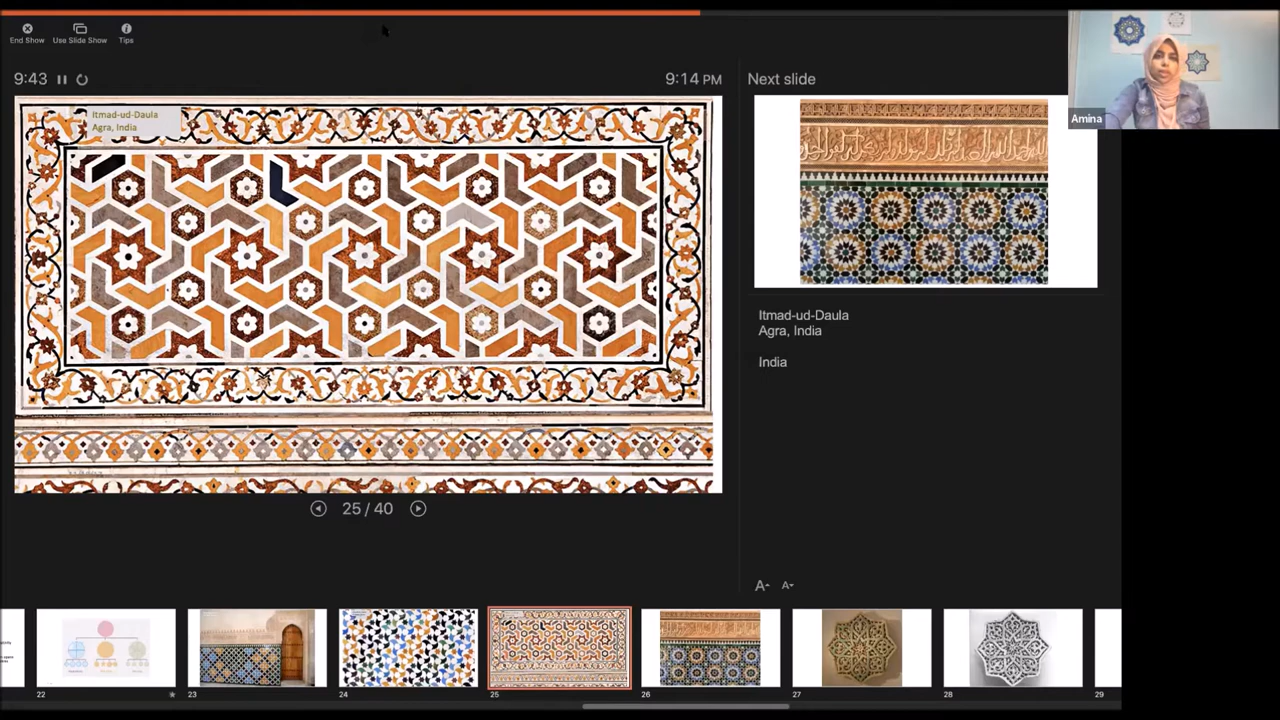 End Show
Use Slide Show
Tips
9:43
9:14 PM
Next slide
Itmad-ud-Daula
Agra, India
Amina
Itmad-ud-Daula
Agra, India
India
25 / 40
A
A
22
23
24
25
26
27
28
29